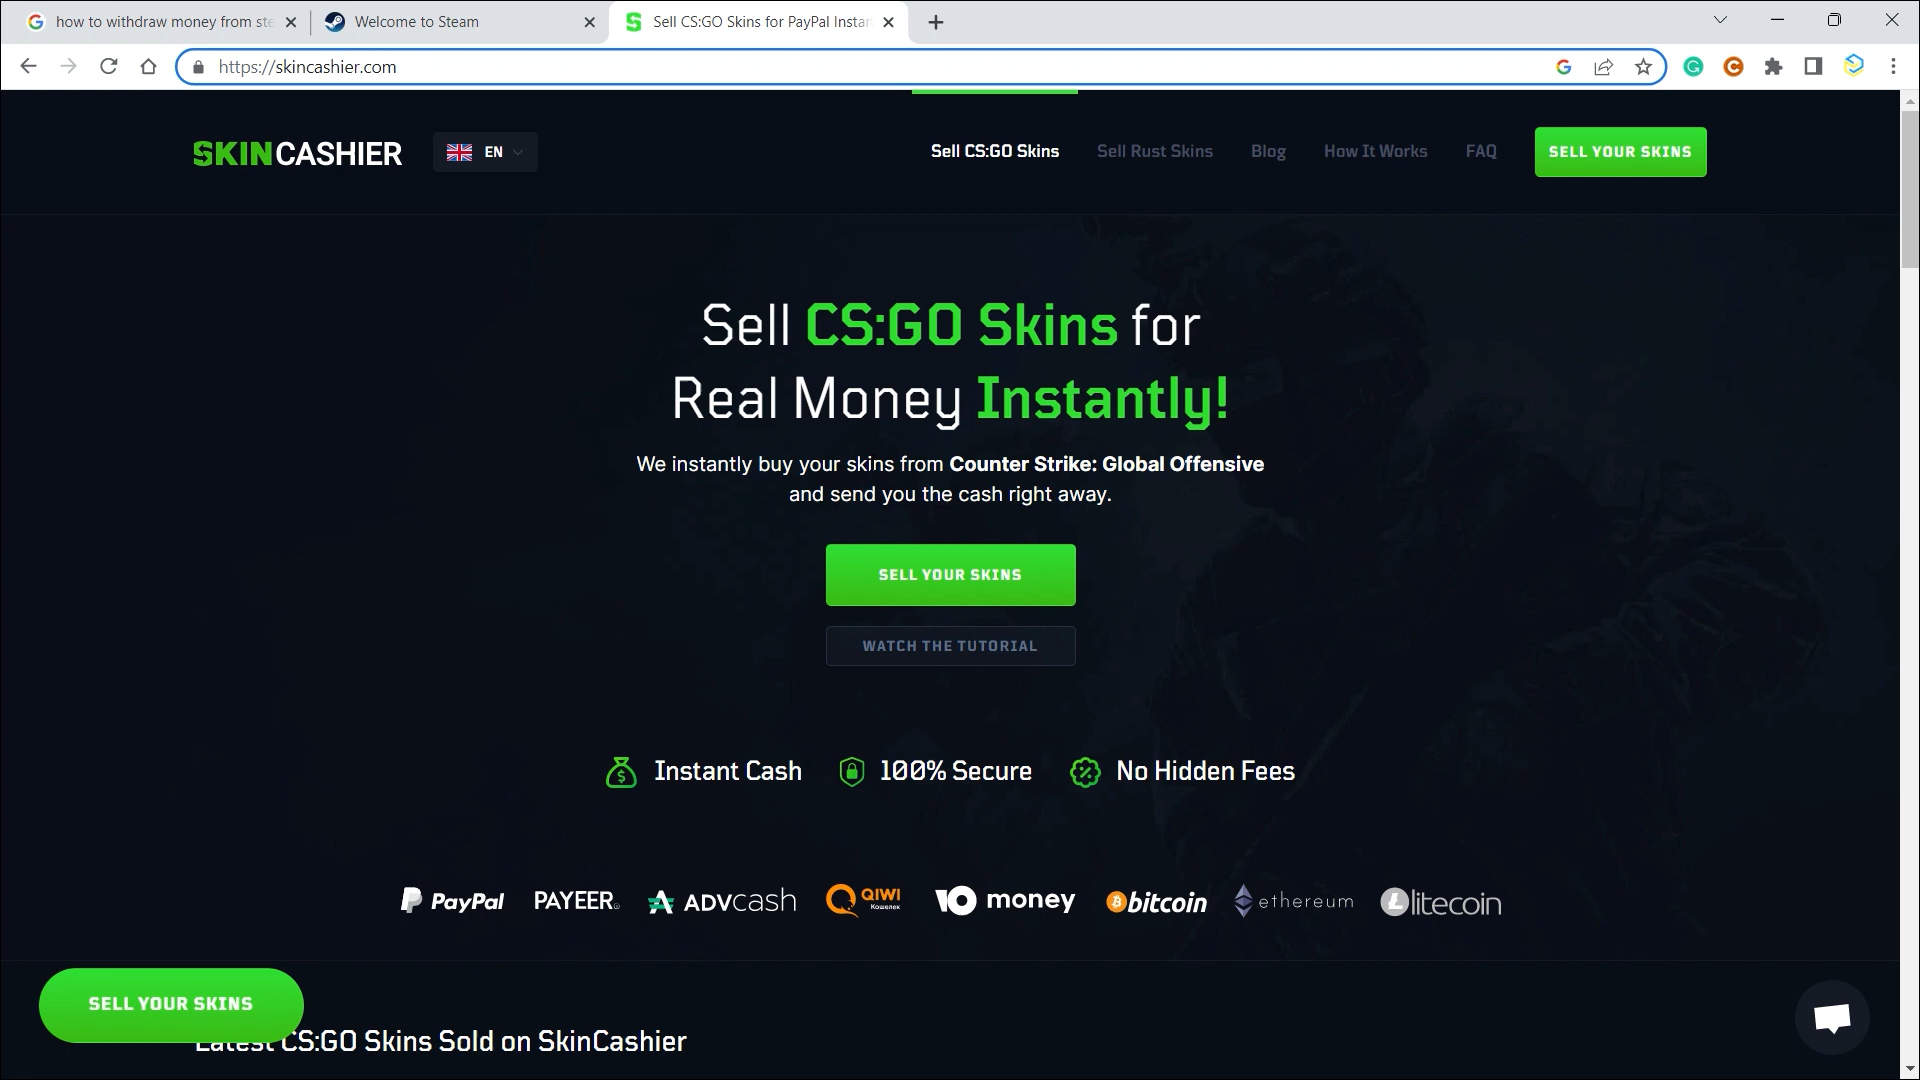 how to withdraw money from ste
Welcome to Steam
Sell CS:GO Skins for PayPal Instan
https://skincashier.com
SKINCASHIER
EN
Sell CS:GO Skins
Sell Rust Skins
Blog
How It Works
FAQ
SELL YOUR SKINS
Sell CS:GO Skins for
Real Money Instantly!
We instantly buy your skins from Counter Strike: Global Offensive
and send you the cash right away.
SELL YOUR SKINS
WATCH THE TUTORIAL
Instant Cash
100% Secure
No Hidden Fees
PayPal
PAYEER
ADVcash
QIWI
Кошелек
Ю money
bitcoin
ethereum
litecoin
SELL YOUR SKINS
Latest CS:GO Skins Sold on SkinCashier